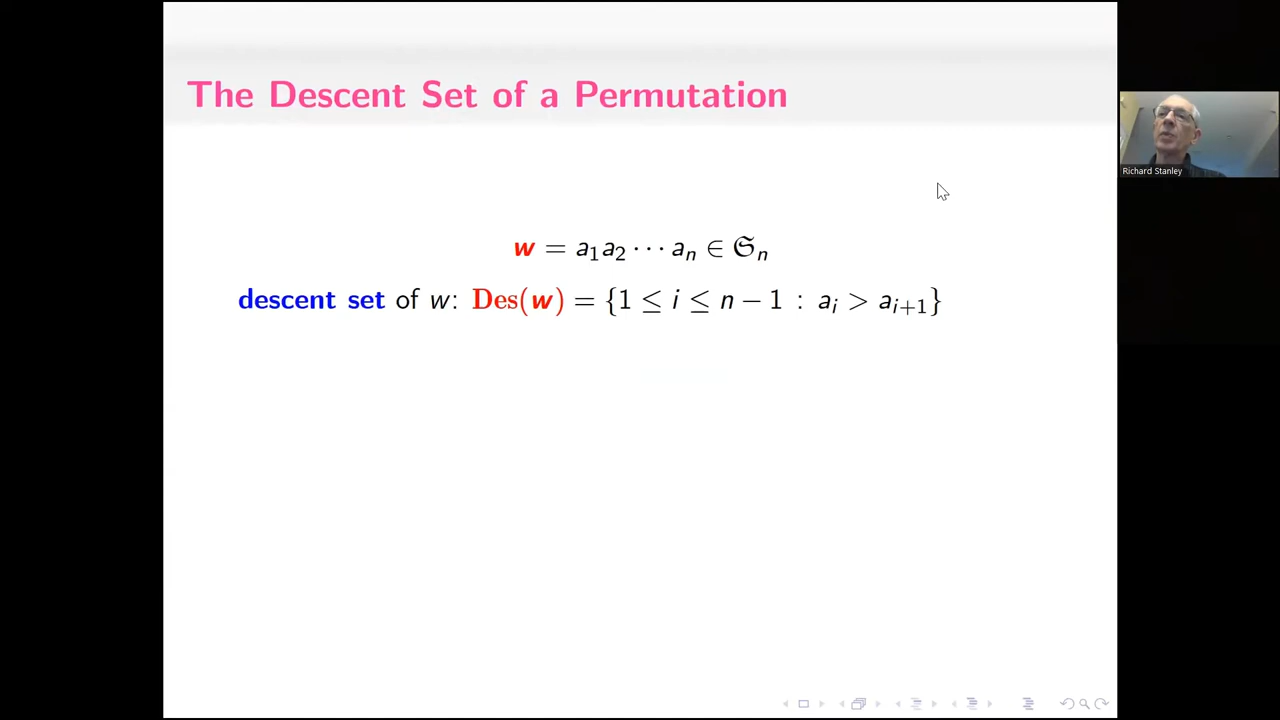 The Descent Set of a Permutation
Richard Stanley
w = a₁a₂ ··· aₙ ∈ 𝔖ₙ
descent set of w: Des(w) = {1 ≤ i ≤ n − 1 : aᵢ > aᵢ₊₁}